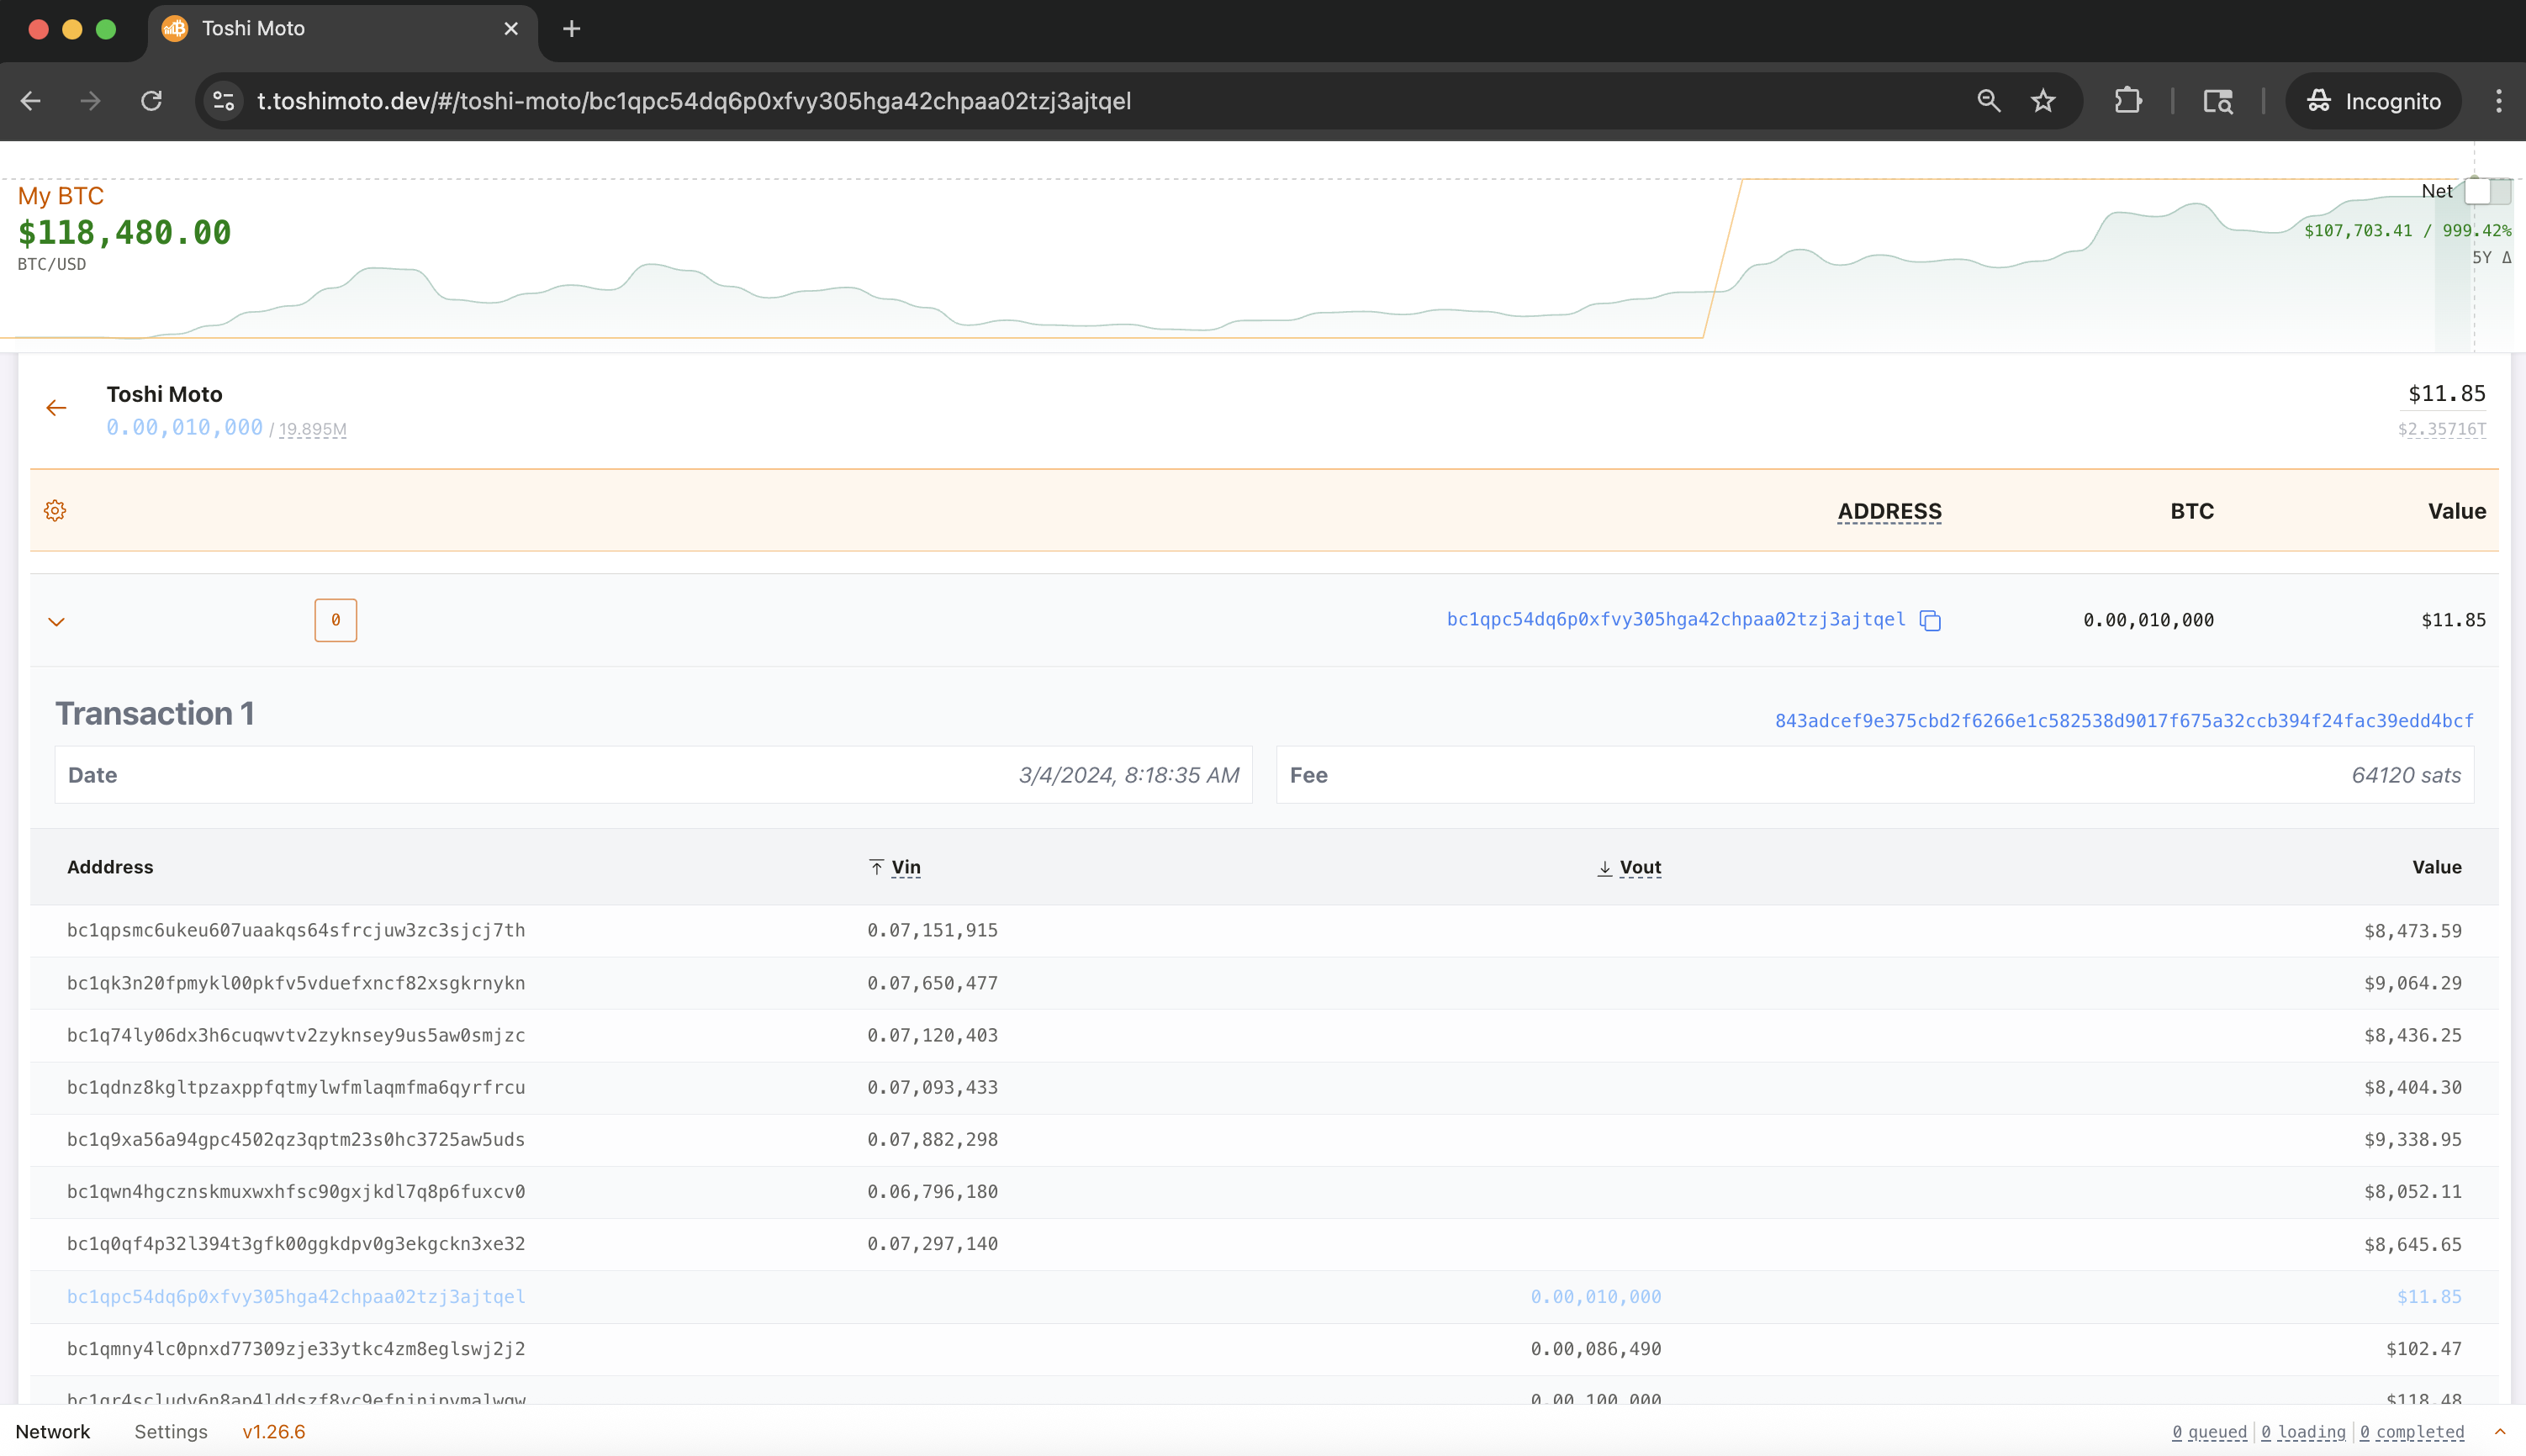 Toshi Moto
t.toshimoto.dev/#/toshi-moto/bc1qpc54dq6p0xfvy305hga42chpaa02tzj3ajtqel
Incognito
My BTC
$118,480.00
BTC/USD
Net
$107,703.41 / 999.42%
5Y Δ
Toshi Moto
$11.85
0.00,010,000 / 19.895M
$2.35716T
ADDRESS BTC Value
0 bc1qpc54dq6p0xfvy305hga42chpaa02tzj3ajtqel 0.00,010,000 $11.85
Transaction 1
843adcef9e375cbd2f6266e1c582538d9017f675a32ccb394f24fac39edd4bcf
Date 3/4/2024, 8:18:35 AM Fee 64120 sats
Adddress Vin Vout Value
bc1qpsmc6ukeu607uaakqs64sfrcjuw3zc3sjcj7th 0.07,151,915 $8,473.59
bc1qk3n20fpmykl00pkfv5vduefxncf82xsgkrnykn 0.07,650,477 $9,064.29
bc1q74ly06dx3h6cuqwvtv2zyknsey9us5aw0smjzc 0.07,120,403 $8,436.25
bc1qdnz8kgltpzaxppfqtmylwfmlaqmfma6qyrfrcu 0.07,093,433 $8,404.30
bc1q9xa56a94gpc4502qz3qptm23s0hc3725aw5uds 0.07,882,298 $9,338.95
bc1qwn4hgcznskmuxwxhfsc90gxjkdl7q8p6fuxcv0 0.06,796,180 $8,052.11
bc1q0qf4p32l394t3gfk00ggkdpv0g3ekgckn3xe32 0.07,297,140 $8,645.65
bc1qpc54dq6p0xfvy305hga42chpaa02tzj3ajtqel 0.00,010,000 $11.85
bc1qmny4lc0pnxd77309zje33ytkc4zm8eglswj2j2 0.00,086,490 $102.47
0.00,100,000 $118.48
Network Settings v1.26.6 0 queued 0 loading 0 completed